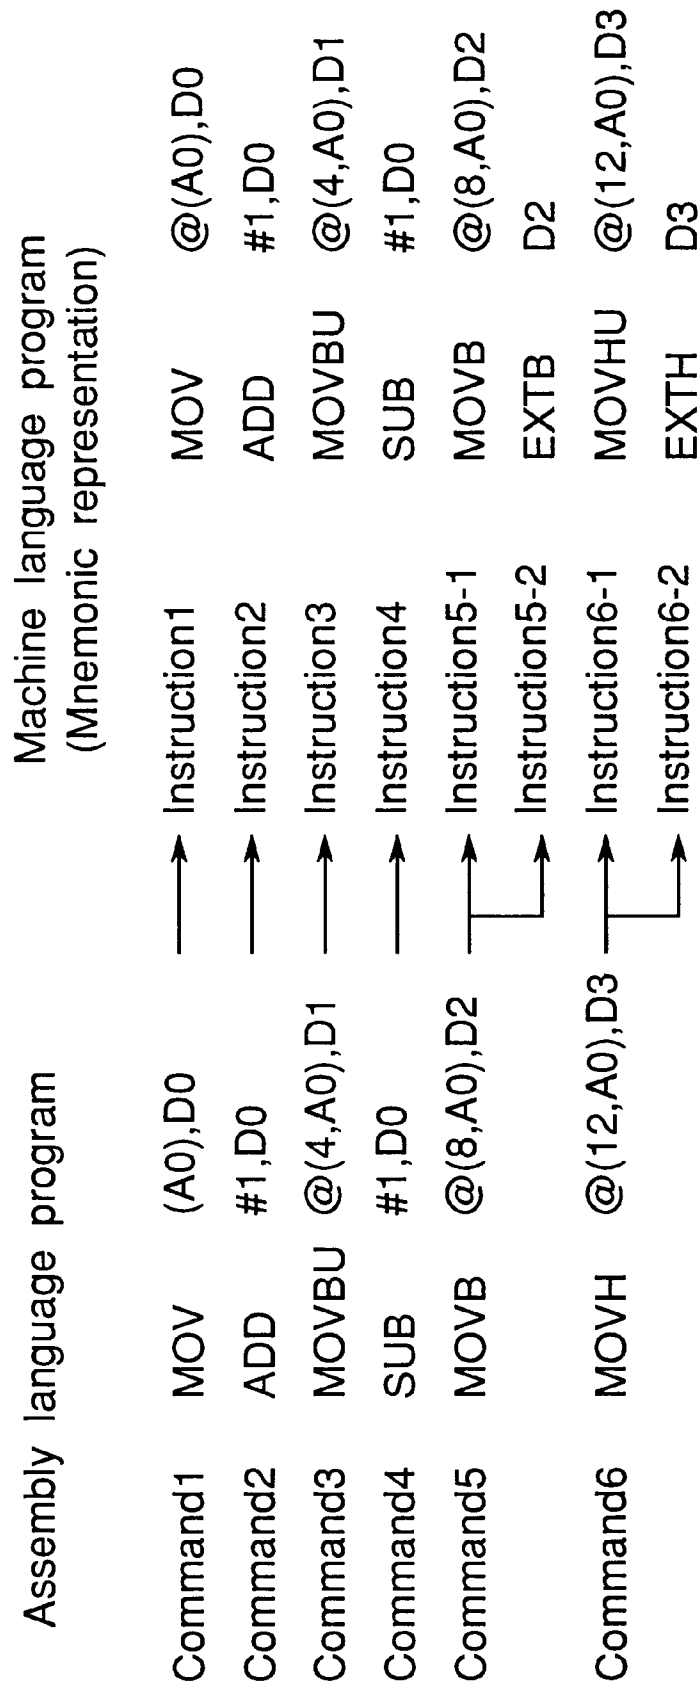 Assembly language program
Machine language program
(Mnemonic representation)
Command1 MOV (A0),D0 Instruction1 MOV @(A0),D0
Command2 ADD #1,D0 Instruction2 ADD #1,D0
Command3 MOVBU @(4,A0),D1 Instruction3 MOVBU @(4,A0),D1
Command4 SUB #1,D0 Instruction4 SUB #1,D0
Command5 MOVB @(8,A0),D2 Instruction5-1 MOVB @(8,A0),D2
Instruction5-2 EXTB D2
Command6 MOVH @(12,A0),D3 Instruction6-1 MOVHU @(12,A0),D3
Instruction6-2 EXTH D3